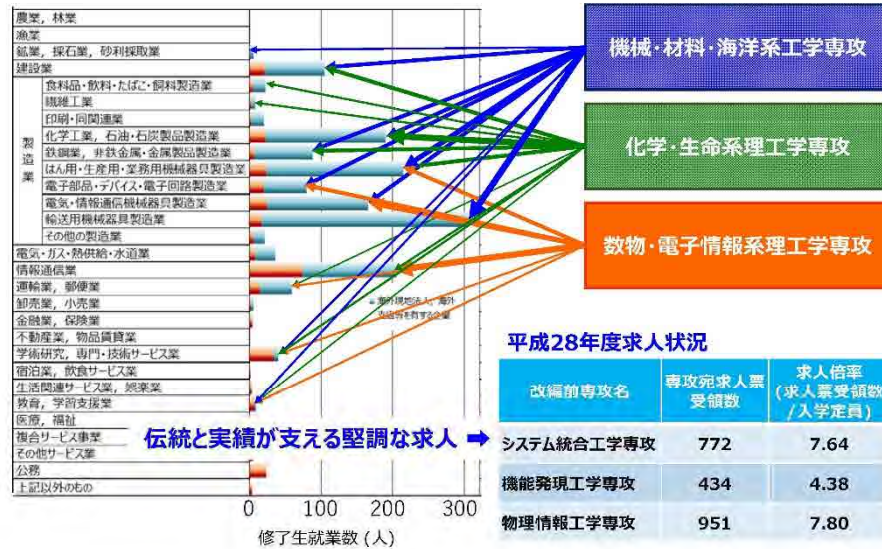 農業, 林業
漁業
鉱業, 採石業, 砂利採取業
建設業
製造業
食料品・飲料・たばこ・飼料製造業
繊維工業
印刷・同関連業
化学工業, 石油・石炭製品製造業
鉄鋼業, 非鉄金属・金属製品製造業
はん用・生産用・業務用機械器具製造業
電子部品・デバイス・電子回路製造業
電気・情報通信機械器具製造業
輸送用機械器具製造業
その他の製造業
電気・ガス・熱供給・水道業
情報通信業
運輸業, 郵便業
卸売業, 小売業
金融業, 保険業
不動産業, 物品賃貸業
学術研究, 専門・技術サービス業
宿泊業, 飲食サービス業
生活関連サービス業, 娯楽業
教育, 学習支援業
医療, 福祉
複合サービス事業
その他サービス業
公務
上記以外のもの
0 100 200 300
修了生就業数 (人)
海外現地法人、海外
機械・材料・海洋系工学専攻
化学・生命系理工学専攻
数物・電子情報系理工学専攻
伝統と実績が支える堅調な求人 ➡
平成28年度求人状況
改編前専攻名 専攻宛求人票受領数 求人倍率(求人票受領数/入学定員)
システム統合工学専攻 772 7.64
機能発現工学専攻 434 4.38
物理情報工学専攻 951 7.80